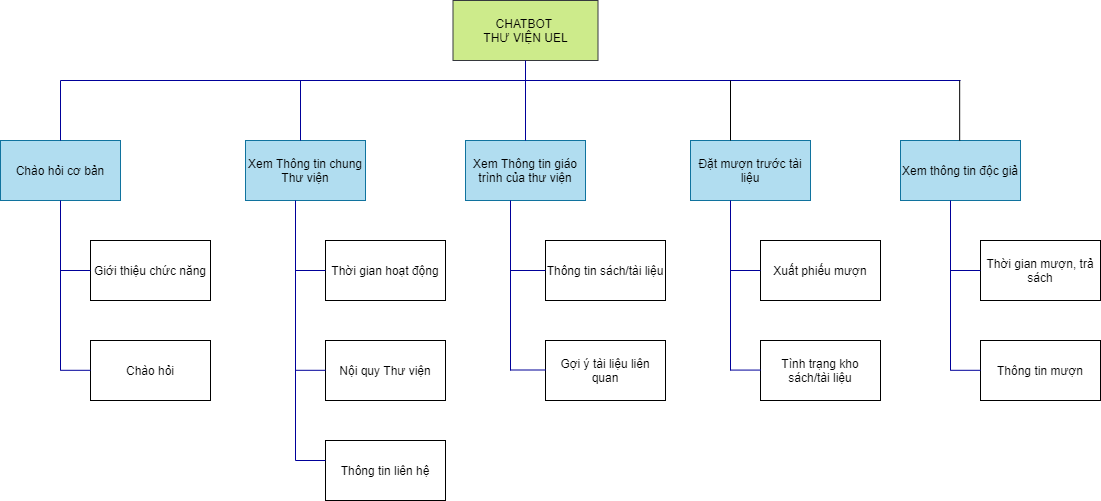 CHATBOT
THƯ VIỆN UEL
Chào hỏi cơ bản
Xem Thông tin chung
Thư viện
Xem Thông tin giáo
trình của thư viện
Đặt mượn trước tài
liệu
Xem thông tin độc giả
Giới thiệu chức năng
Thời gian hoạt động
Thông tin sách/tài liệu
Xuất phiếu mượn
Thời gian mượn, trả
sách
Chào hỏi
Nội quy Thư viện
Gợi ý tài liệu liên
quan
Tình trạng kho
sách/tài liệu
Thông tin mượn
Thông tin liên hệ